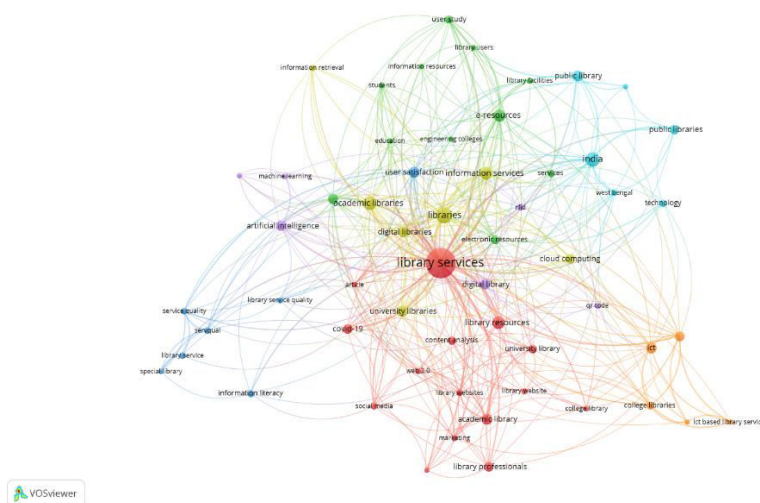 user study
library users
information retrieval
information resources
students
library facilities
public library
e-resources
public libraries
education
engineering colleges
india
machine learning
user satisfaction
information services
services
west bengal
technology
academic libraries
rfid
artificial intelligence
libraries
digital libraries
electronic resources
library services
cloud computing
article
digital library
service quality
library service quality
qr code
university libraries
servqual
covid-19
library resources
content analysis
ict
library service
university library
special library
web 2.0
information literacy
library websites
library website
social media
college library
college libraries
academic library
ict based library servic
marketing
library professionals
VOSviewer